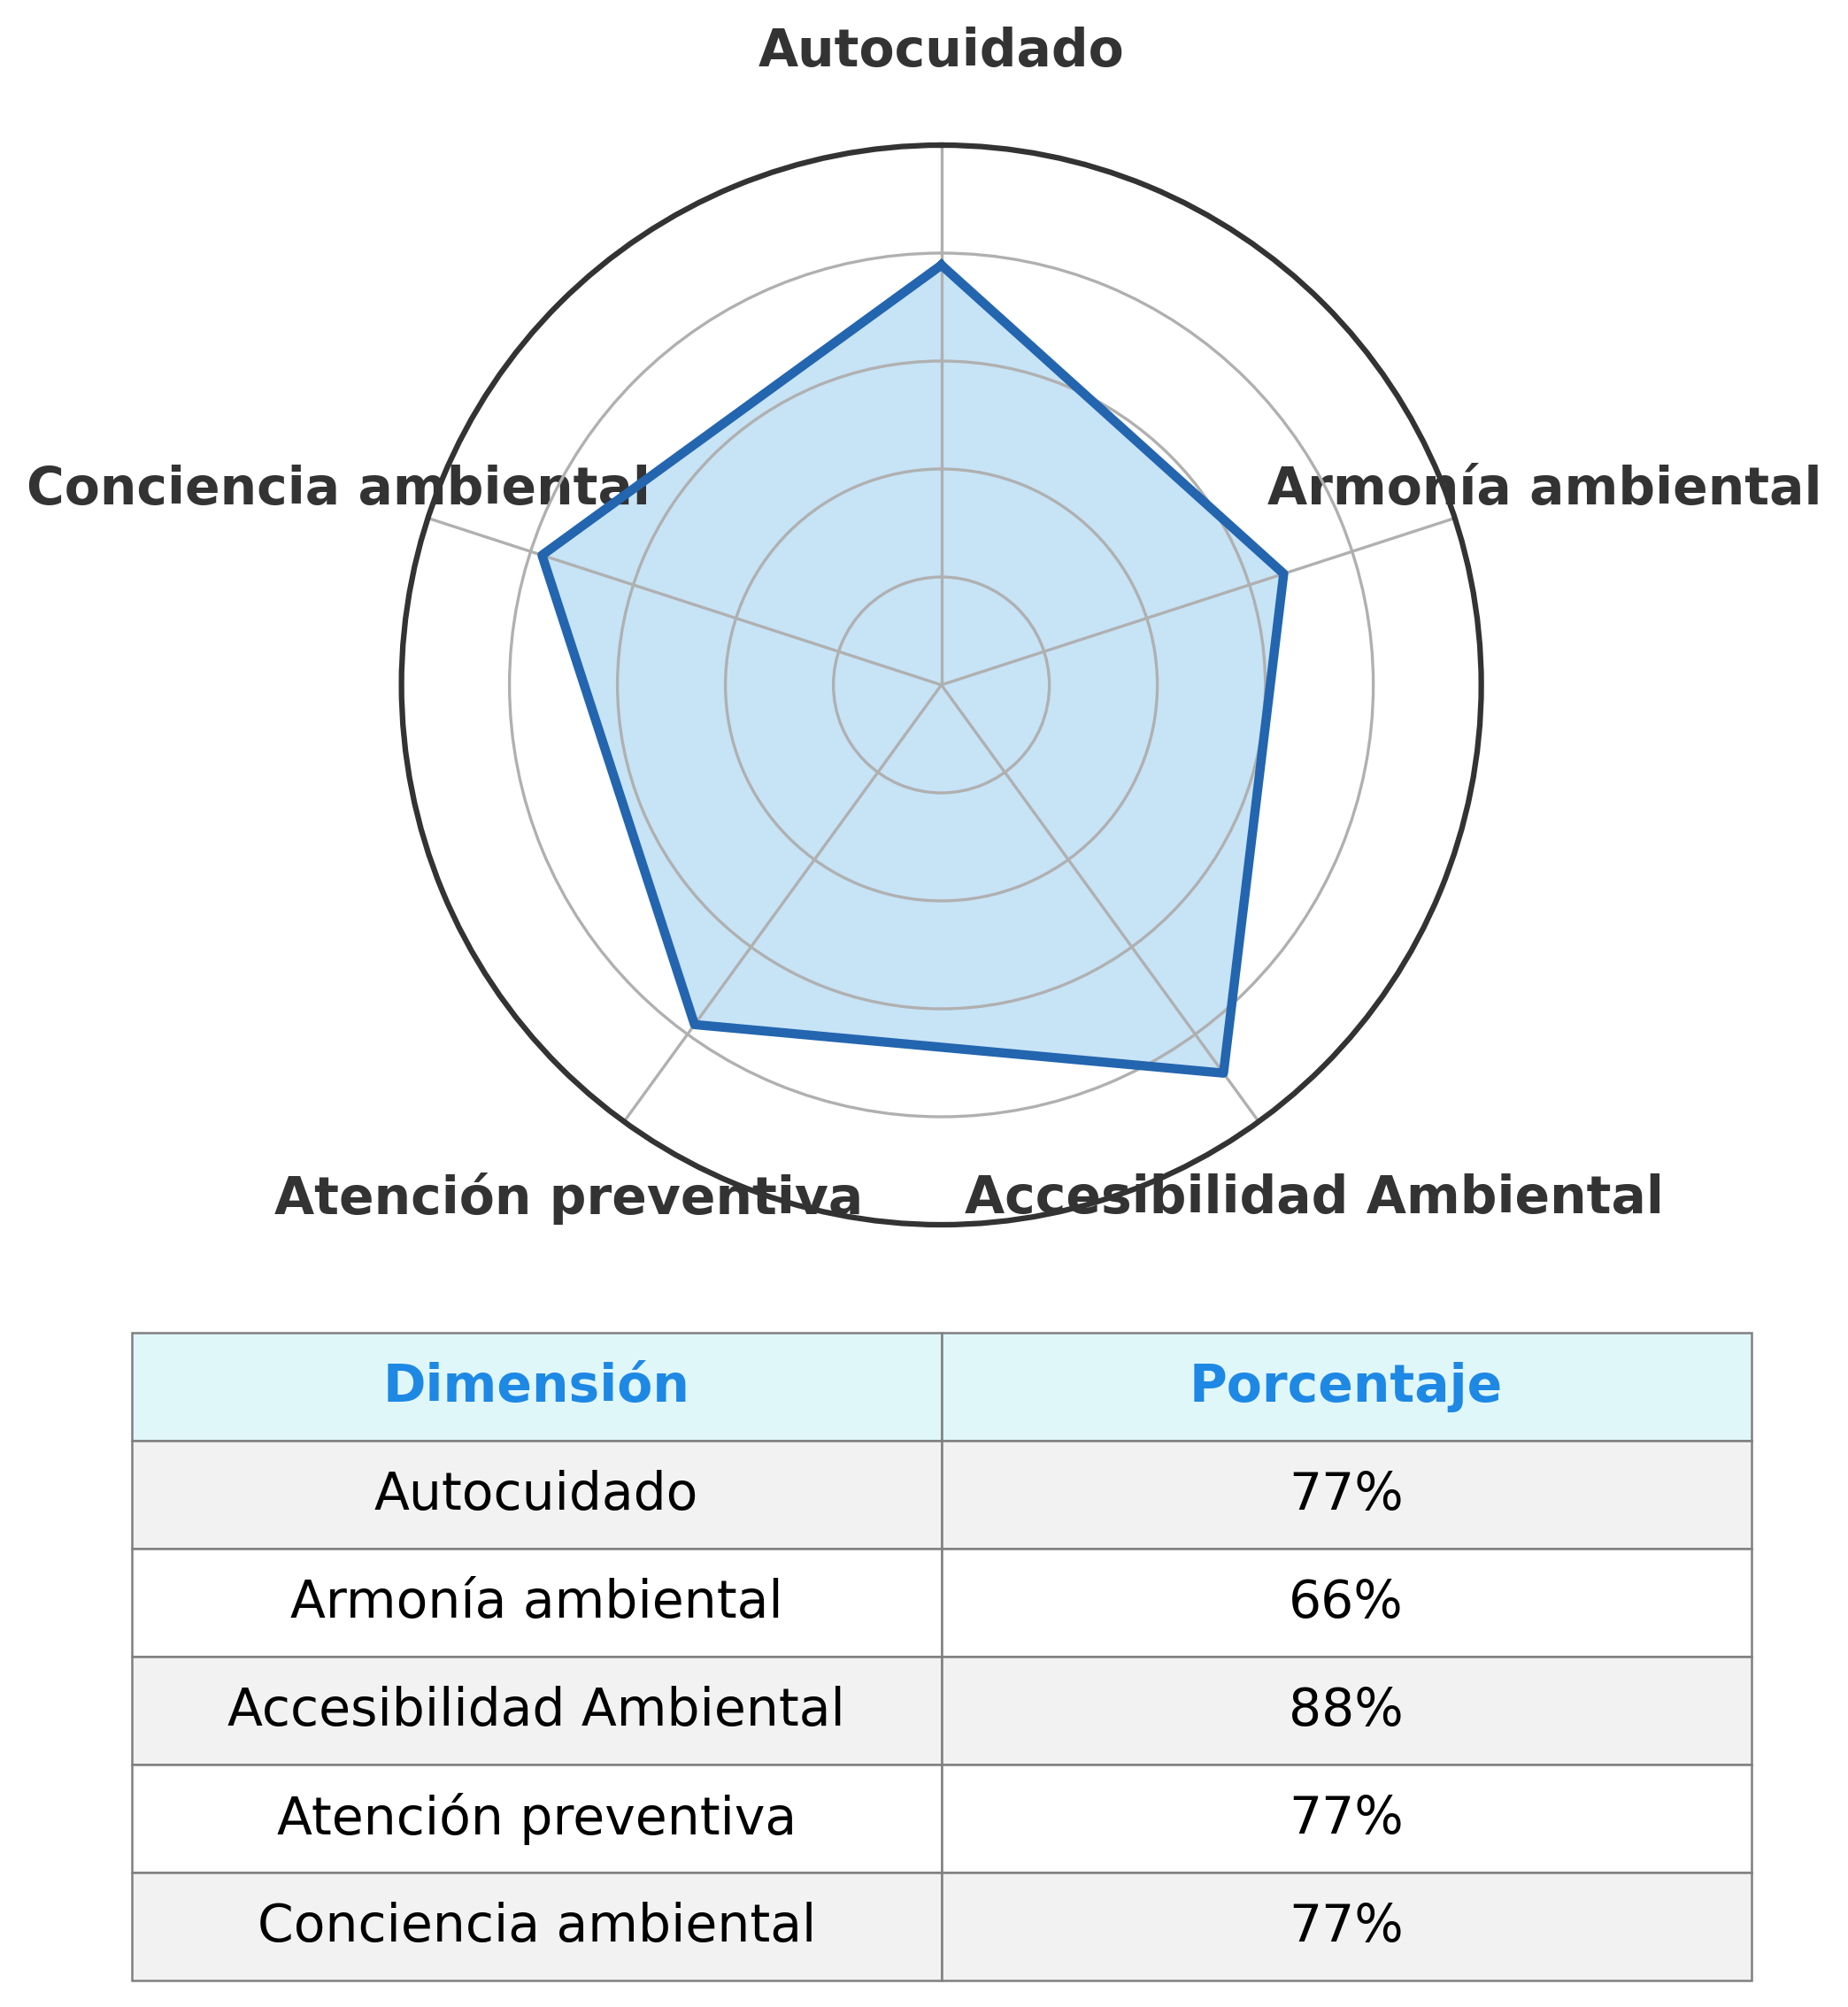 Autocuidado
Conciencia ambiental
Armonía ambiental
Atención preventiva
Accesibilidad Ambiental
Dimensión Porcentaje
Autocuidado 77%
Armonía ambiental 66%
Accesibilidad Ambiental 88%
Atención preventiva 77%
Conciencia ambiental 77%